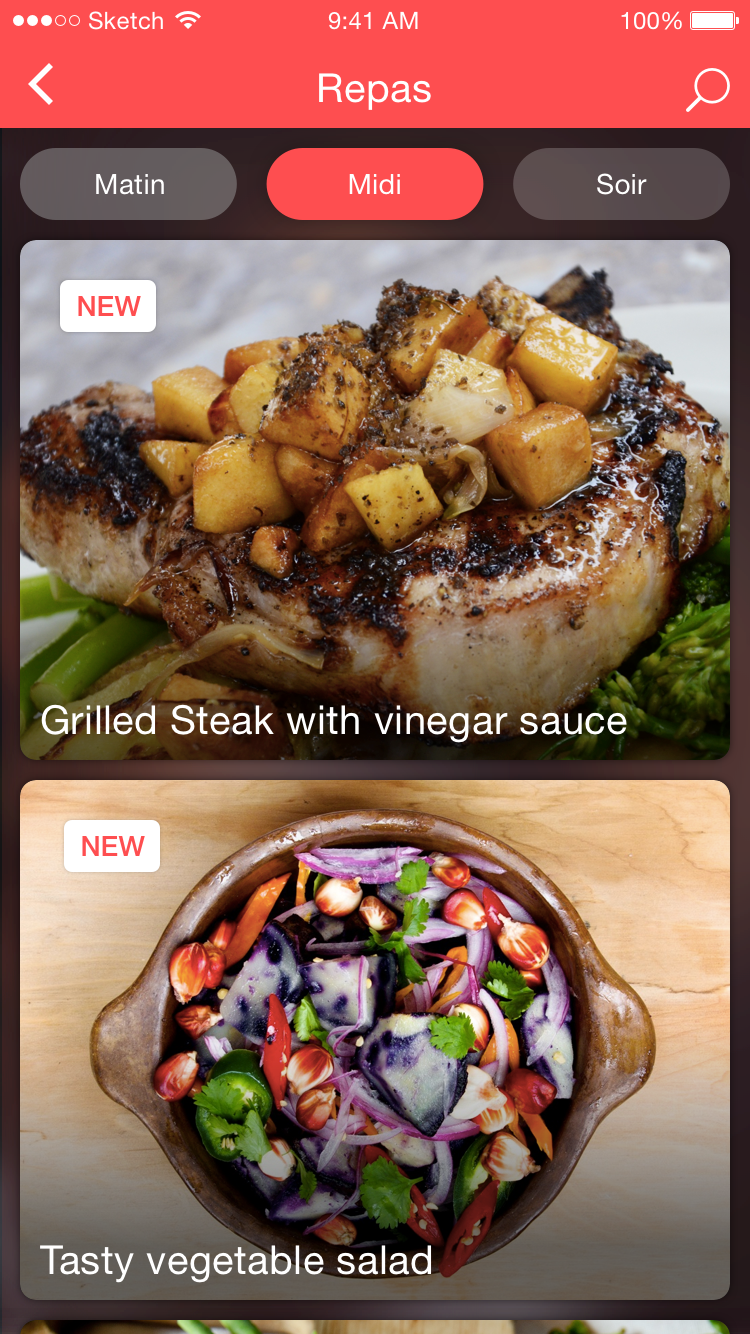 Sketch 9:41 AM 100%
Repas
Matin Midi Soir
NEW
Grilled Steak with vinegar sauce
NEW
Tasty vegetable salad